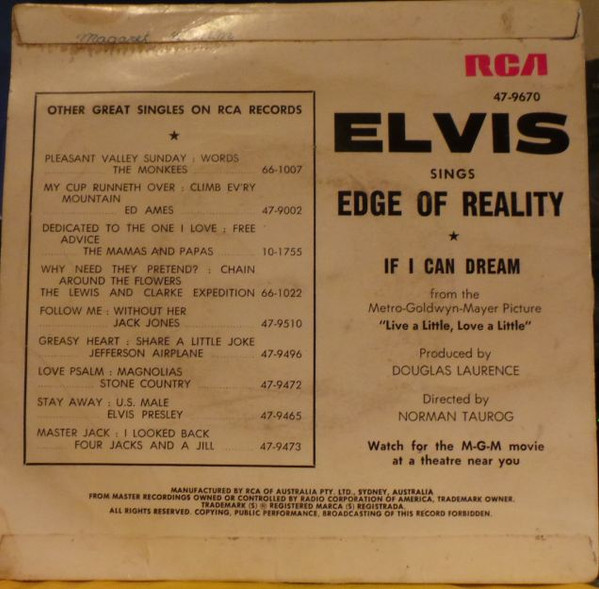 Magaret
RCA
47-9670
ELVIS
SINGS
EDGE OF REALITY
★
IF I CAN DREAM
from the
Metro-Goldwyn-Mayer Picture
"Live a Little, Love a Little"
Produced by
DOUGLAS LAURENCE
Directed by
NORMAN TAUROG
Watch for the M-G-M movie
at a theatre near you
OTHER GREAT SINGLES ON RCA RECORDS
★
PLEASANT VALLEY SUNDAY : WORDS
THE MONKEES 66-1007
MY CUP RUNNETH OVER : CLIMB EV'RY
MOUNTAIN
ED AMES 47-9002
DEDICATED TO THE ONE I LOVE : FREE
ADVICE
THE MAMAS AND PAPAS 10-1755
WHY NEED THEY PRETEND? : CHAIN
AROUND THE FLOWERS
THE LEWIS AND CLARKE EXPEDITION 66-1022
FOLLOW ME : WITHOUT HER
JACK JONES 47-9510
GREASY HEART : SHARE A LITTLE JOKE
JEFFERSON AIRPLANE 47-9496
LOVE PSALM : MAGNOLIAS
STONE COUNTRY 47-9472
STAY AWAY : U.S. MALE
ELVIS PRESLEY 47-9465
MASTER JACK : I LOOKED BACK
FOUR JACKS AND A JILL 47-9473
MANUFACTURED BY RCA OF AUSTRALIA PTY. LTD., SYDNEY, AUSTRALIA
FROM MASTER RECORDINGS OWNED OR CONTROLLED BY RADIO CORPORATION OF AMERICA, TRADEMARK OWNER.
TRADEMARK (S) ® REGISTERED MARCA (S) REGISTRADA.
ALL RIGHTS RESERVED. COPYING, PUBLIC PERFORMANCE, BROADCASTING OF THIS RECORD FORBIDDEN.